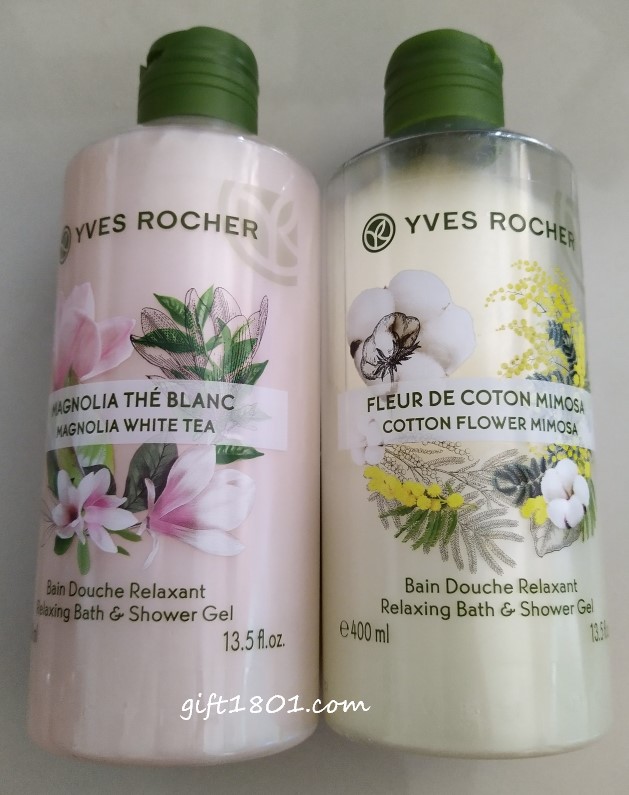 YVES ROCHER
MAGNOLIA THÉ BLANC
MAGNOLIA WHITE TEA
Bain Douche Relaxant
Relaxing Bath & Shower Gel
13.5 fl.oz.
YVES ROCHER
FLEUR DE COTON MIMOSA
COTTON FLOWER MIMOSA
Bain Douche Relaxant
Relaxing Bath & Shower Gel
e 400 ml
13.5
gift1801.com